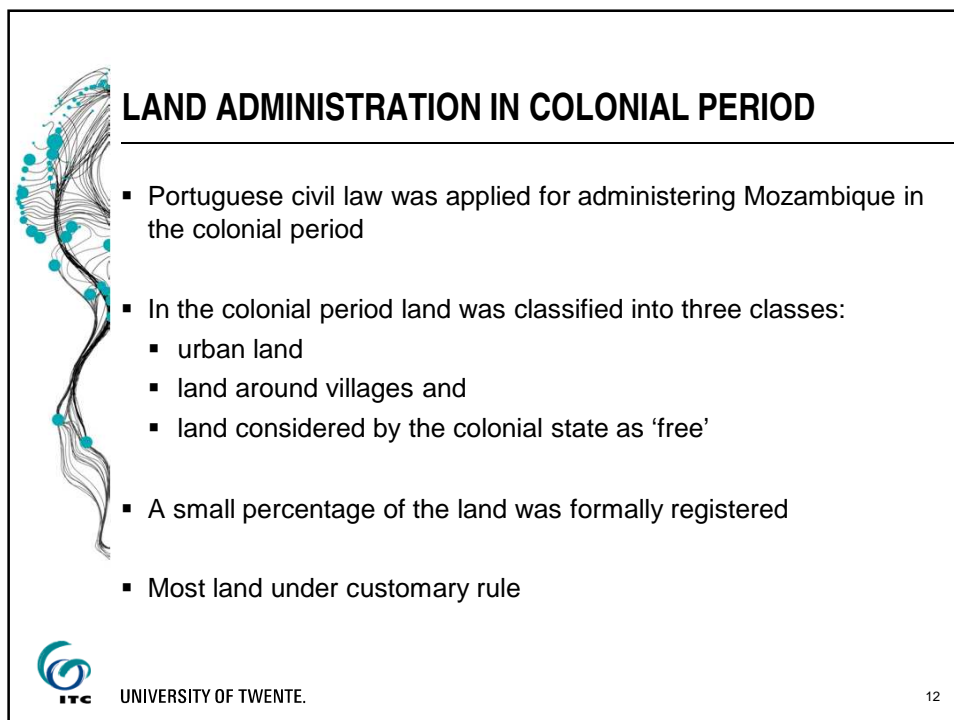 LAND ADMINISTRATION IN COLONIAL PERIOD
▪ Portuguese civil law was applied for administering Mozambique in
the colonial period
▪ In the colonial period land was classified into three classes:
▪ urban land
▪ land around villages and
▪ land considered by the colonial state as ‘free’
▪ A small percentage of the land was formally registered
▪ Most land under customary rule
ITC
UNIVERSITY OF TWENTE.
12